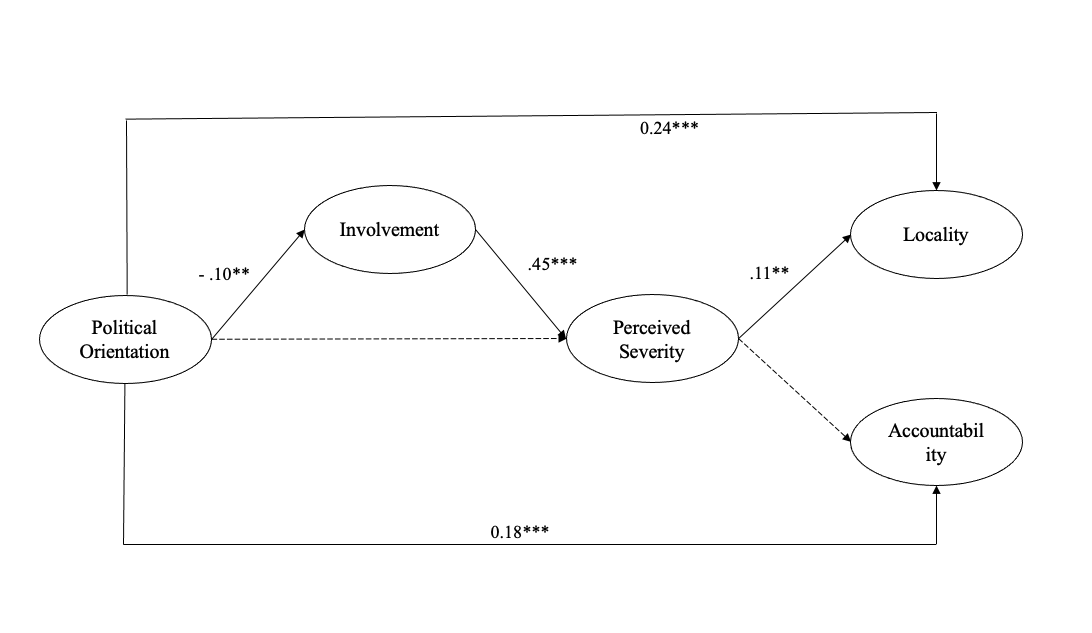 0.24***
Involvement
Locality
.45***
- .10**
.11**
Political
Orientation
Perceived
Severity
Accountabil
ity
0.18***